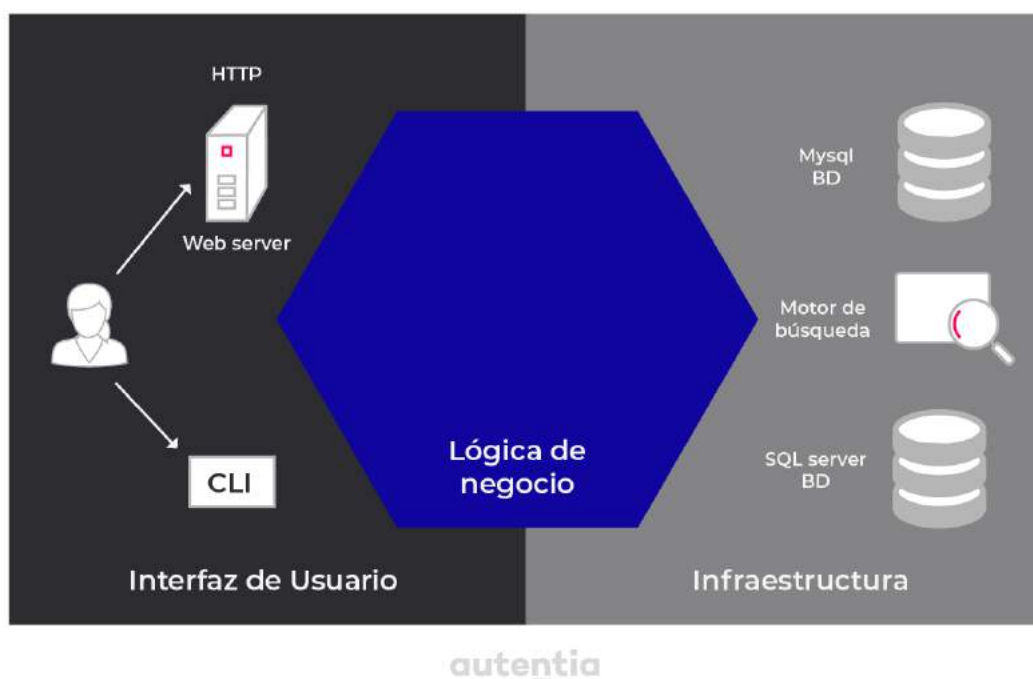 HTTP
Web server
CLI
Interfaz de Usuario
Lógica de
negocio
Mysql
BD
Motor de
búsqueda
SQL server
BD
Infraestructura
autentia